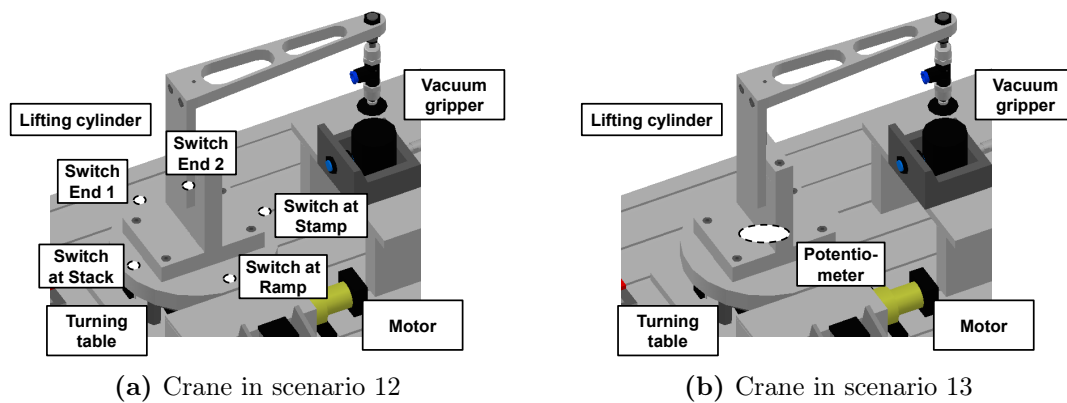 Vacuum
gripper
Lifting cylinder
Switch
End 2
Switch
End 1
Switch at
Stamp
Switch
at Stack
Switch at
Ramp
Turning
table
Motor
(a) Crane in scenario 12
Vacuum
gripper
Lifting cylinder
Potentio-
meter
Turning
table
Motor
(b) Crane in scenario 13